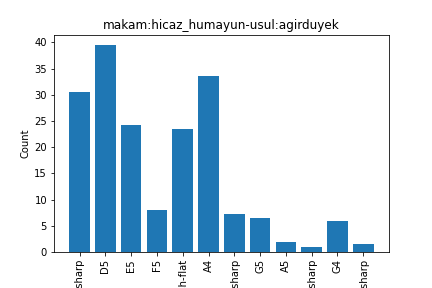 makam:hicaz_humayun-usul:agirduyek
Count
40
35
30
25
20
15
10
5
0
sharp
D5
E5
F5
h-flat
A4
sharp
G5
A5
sharp
G4
sharp